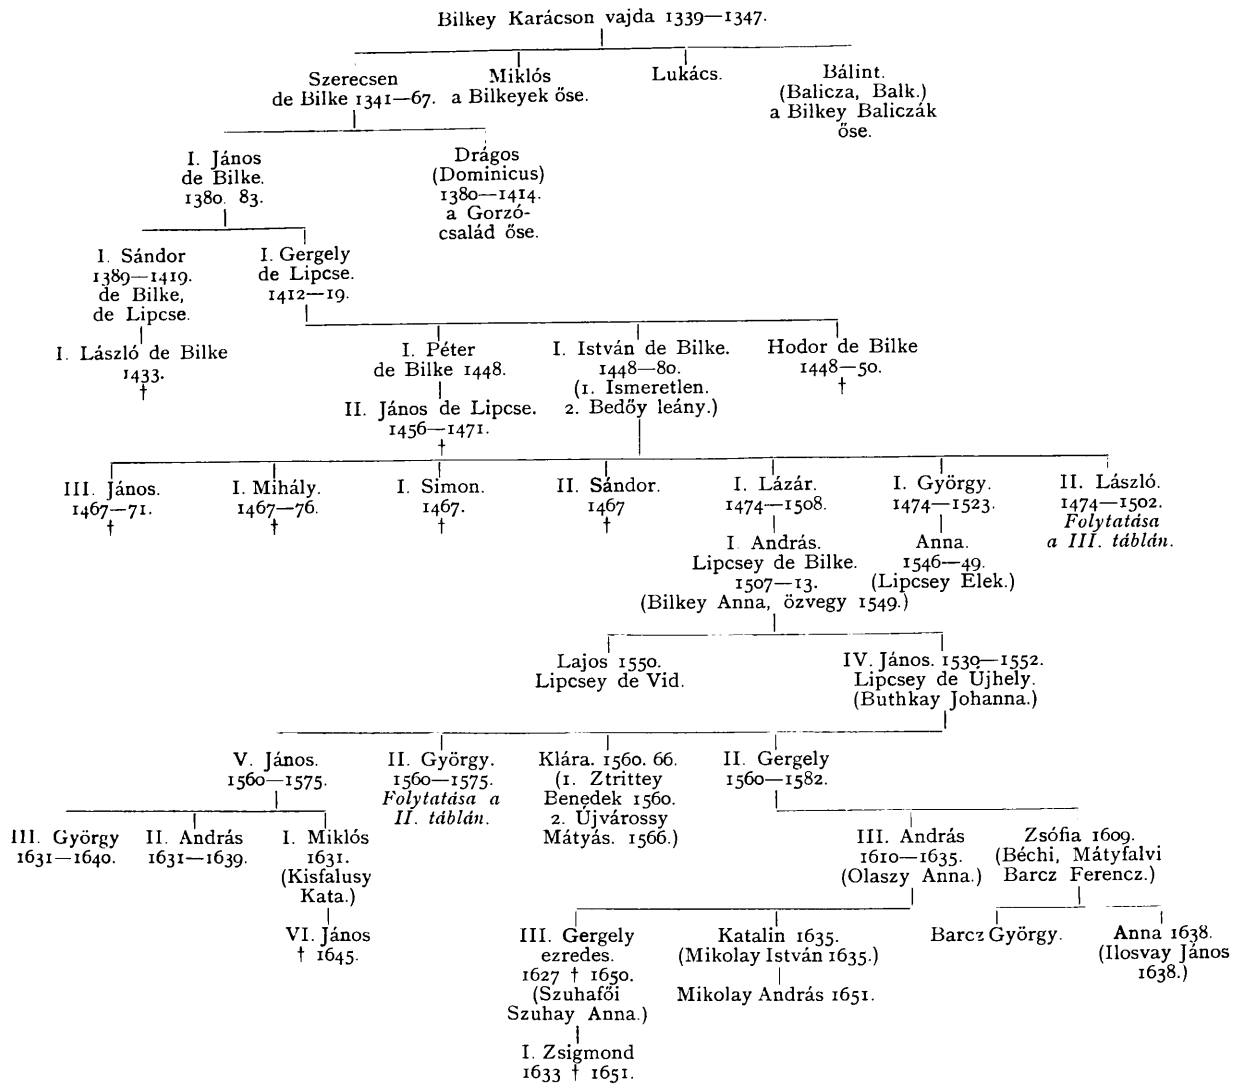 Bilkey Karácson vajda 1339—1347.
Szerecsen
de Bilke 1341—67.
Miklós
a Bilkeyek őse.
Lukács.
Bálint.
(Balicza, Balk.)
a Bilkey Baliczák
őse.
I. János
de Bilke.
1380. 83.
Drágos
(Dominicus)
1380—1414.
a Gorzó-
család őse.
I. Sándor
1389—1419.
de Bilke,
de Lipcse.
I. Gergely
de Lipcse.
1412—19.
I. László de Bilke
1433.
†
I. Péter
de Bilke 1448.
I. István de Bilke.
1448—80.
(1. Ismeretlen.
2. Bedőy leány.)
Hodor de Bilke
1448—50.
†
II. János de Lipcse.
1456—1471.
†
III. János.
1467—71.
†
I. Mihály.
1467—76.
†
I. Simon.
1467.
†
II. Sándor.
1467
†
I. Lázár.
1474—1508.
I. György.
1474—1523.
II. László.
1474—1502.
Folytatása
a III. táblán.
I. András.
Lipcsey de Bilke.
1507—13.
(Bilkey Anna, özvegy 1549.)
Anna.
1546—49.
(Lipcsey Elek.)
Lajos 1550.
Lipcsey de Vid.
IV. János. 1530—1552.
Lipcsey de Ujhely.
(Buthkay Johanna.)
V. János.
1560—1575.
II. György.
1560—1575.
Folytatása a
II. táblán.
Klára. 1560. 66.
(1. Ztrittey
Benedek 1560.
2. Újvárossy
Mátyás. 1566.)
II. Gergely
1560—1582.
III. György
1631—1640.
II. András
1631—1639.
I. Miklós
1631.
(Kisfalusy
Kata.)
III. András
1610—1635.
(Olaszy Anna.)
Zsófia 1609.
(Béchi, Mátyfalvi
Barcz Ferencz.)
VI. János
† 1645.
III. Gergely
ezredes.
1627 † 1650.
(Szuhafői
Szuhay Anna.)
Katalin 1635.
(Mikolay István 1635.)
Mikolay András 1651.
Barcz György.
Anna 1638.
(Ilosvay János
1638.)
I. Zsigmond
1633 † 1651.